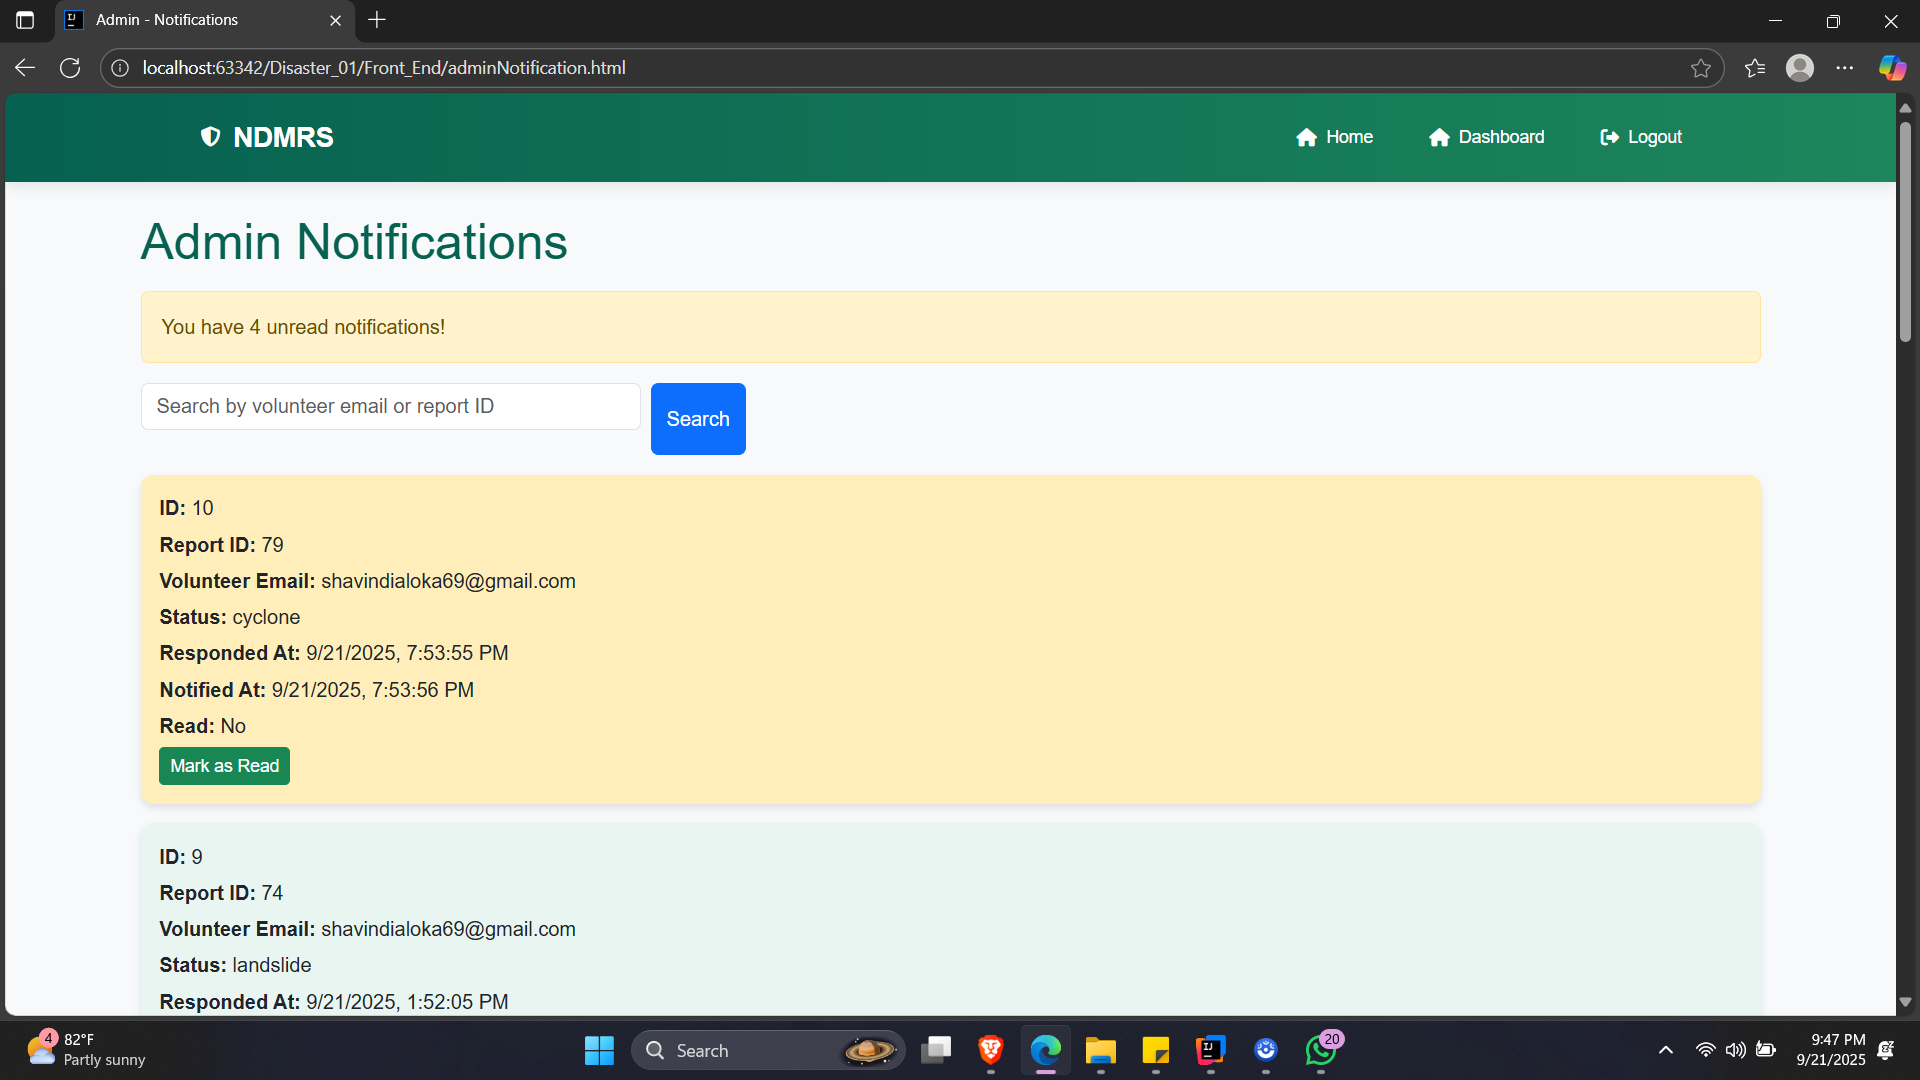 Admin - Notifications
localhost:63342/Disaster_01/Front_End/adminNotification.html
NDMRS
Home
Dashboard
Logout
Admin Notifications
You have 4 unread notifications!
Search by volunteer email or report ID
Search
ID: 10
Report ID: 79
Volunteer Email: shavindialoka69@gmail.com
Status: cyclone
Responded At: 9/21/2025, 7:53:55 PM
Notified At: 9/21/2025, 7:53:56 PM
Read: No
Mark as Read
ID: 9
Report ID: 74
Volunteer Email: shavindialoka69@gmail.com
Status: landslide
Responded At: 9/21/2025, 1:52:05 PM
4
82°F
Partly sunny
Search
IJ
20
9:47 PM
9/21/2025